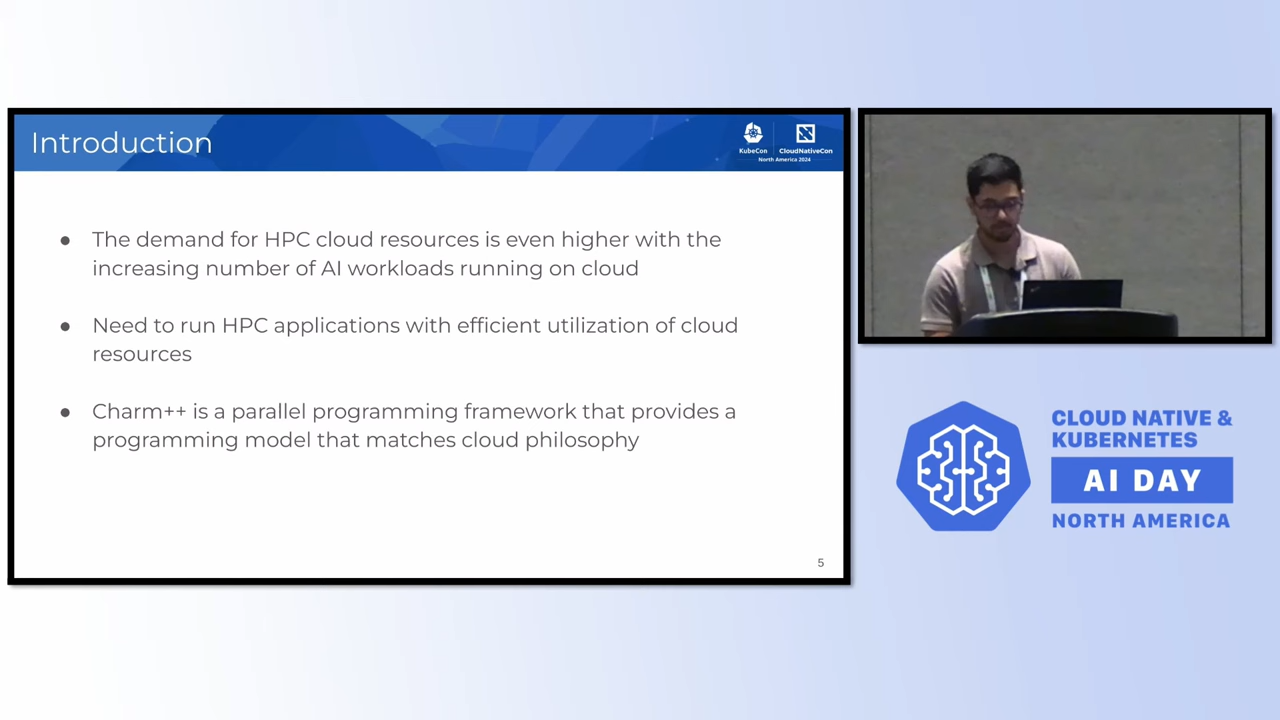 Introduction
KubeCon
CloudNativeCon
North America 2024
● The demand for HPC cloud resources is even higher with the
increasing number of AI workloads running on cloud
● Need to run HPC applications with efficient utilization of cloud
resources
● Charm++ is a parallel programming framework that provides a
programming model that matches cloud philosophy
5
CLOUD NATIVE &
KUBERNETES
AI DAY
NORTH AMERICA